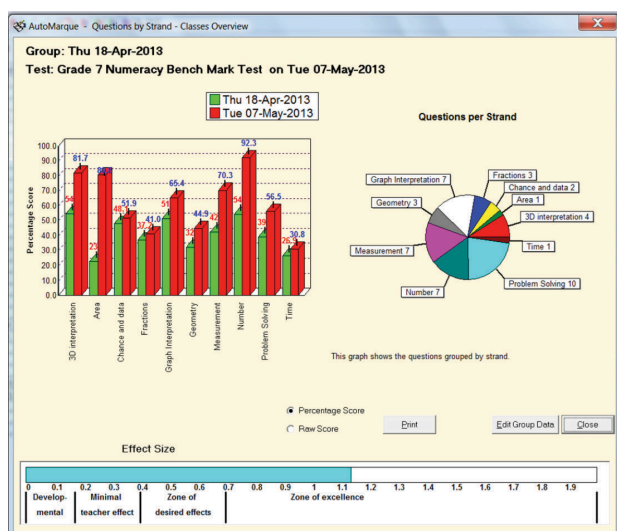 AutoMarque - Questions by Strand - Classes Overview
Group: Thu 18-Apr-2013
Test: Grade 7 Numeracy Bench Mark Test on Tue 07-May-2013
Thu 18-Apr-2013
Tue 07-May-2013
Percentage Score
100.0
90.0
80.0
70.0
60.0
50.0
40.0
30.0
20.0
10.0
0.0
81.7
51.9
41.0
65.4
44.9
70.3
92.3
56.5
30.8
3D interpretation
Area
Chance and data
Fractions
Graph Interpretation
Geometry
Measurement
Number
Problem Solving
Time
Questions per Strand
Graph Interpretation 7
Fractions 3
Chance and data 2
Area 1
3D interpretation 4
Time 1
Problem Solving 10
Number 7
Measurement 7
Geometry 3
This graph shows the questions grouped by strand.
Percentage Score
Raw Score
Print
Edit Group Data
Close
Effect Size
0 0.1 0.2 0.3 0.4 0.5 0.6 0.7 0.8 0.9 1 1.1 1.2 1.3 1.4 1.5 1.6 1.7 1.8 1.9
Develop- Minimal Zone of Zone of excellence
mental teacher effect desired effects